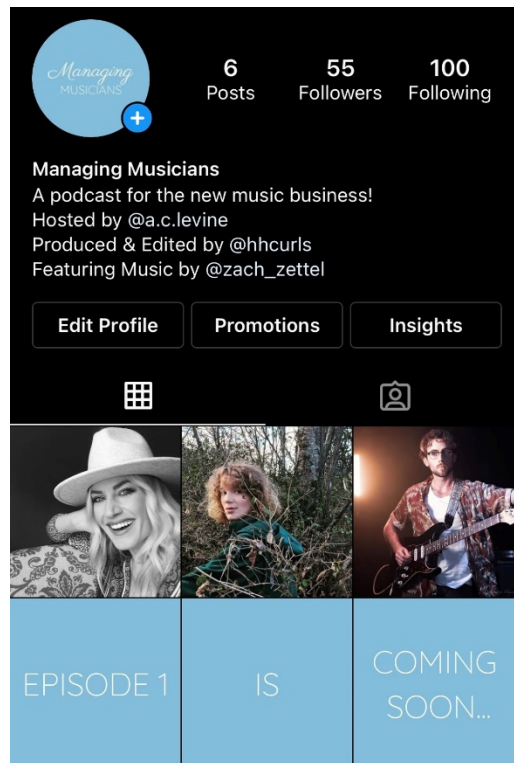 Managing
MUSICIANS
6 55 100
Posts Followers Following
Managing Musicians
A podcast for the new music business!
Hosted by @a.c.levine
Produced & Edited by @hhcurls
Featuring Music by @zach_zettel
Edit Profile Promotions Insights
EPISODE 1 IS COMING
SOON...